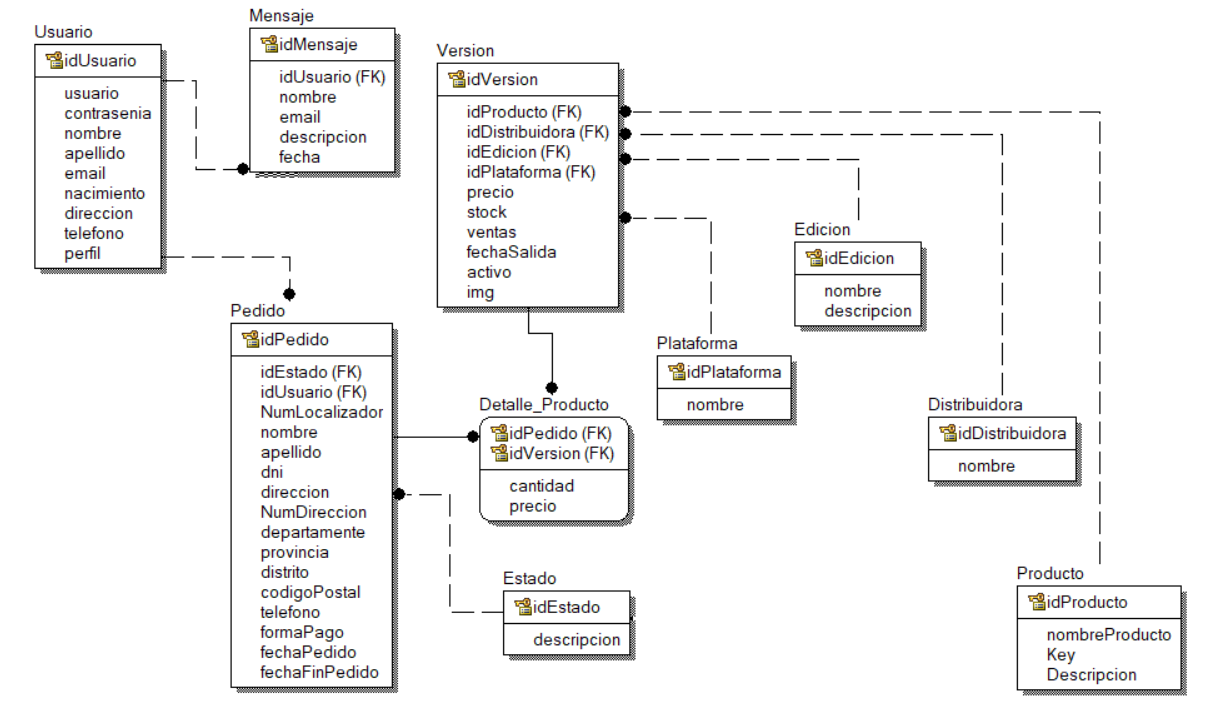 Usuario
idUsuario
usuario
contrasenia
nombre
apellido
email
nacimiento
direccion
telefono
perfil
Mensaje
idMensaje
idUsuario (FK)
nombre
email
descripcion
fecha
Version
idVersion
idProducto (FK)
idDistribuidora (FK)
idEdicion (FK)
idPlataforma (FK)
precio
stock
ventas
fechaSalida
activo
img
Edicion
idEdicion
nombre
descripcion
Pedido
idPedido
idEstado (FK)
idUsuario (FK)
NumLocalizador
nombre
apellido
dni
direccion
NumDireccion
departamente
provincia
distrito
codigoPostal
telefono
formaPago
fechaPedido
fechaFinPedido
Plataforma
idPlataforma
nombre
Detalle_Producto
idPedido (FK)
idVersion (FK)
cantidad
precio
Distribuidora
idDistribuidora
nombre
Estado
idEstado
descripcion
Producto
idProducto
nombreProducto
Key
Descripcion